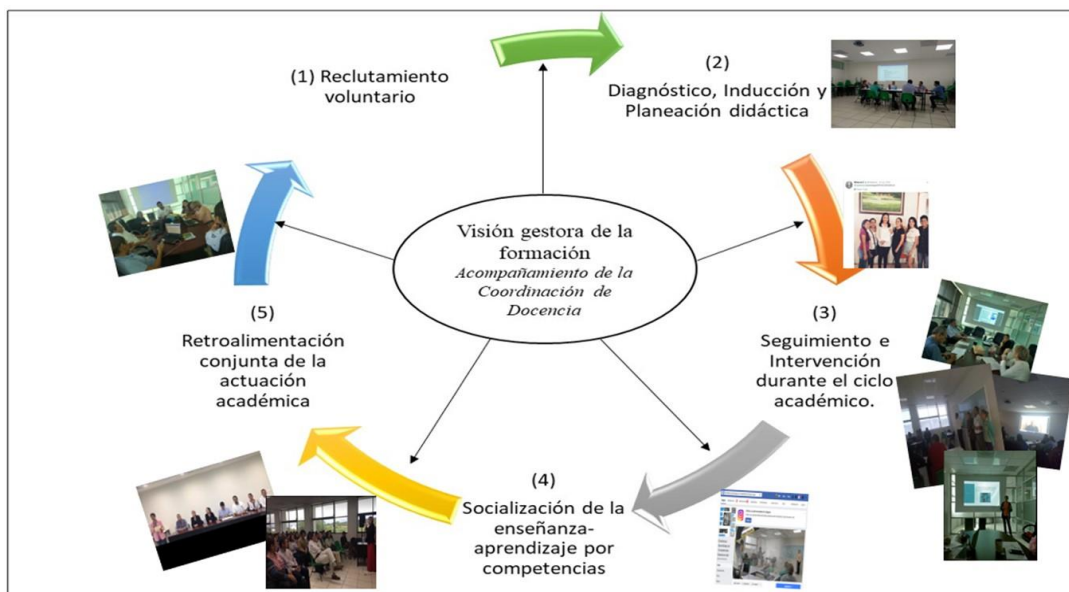 (1) Reclutamiento
voluntario
(2)
Diagnóstico, Inducción y
Planeación didáctica
Visión gestora de la
formación
Acompañamiento de la
Coordinación de
Docencia
(3)
Seguimiento e
Intervención
durante el ciclo
académico.
(4)
Socialización de la
enseñanza-
aprendizaje por
competencias
(5)
Retroalimentación
conjunta de la
actuación
académica